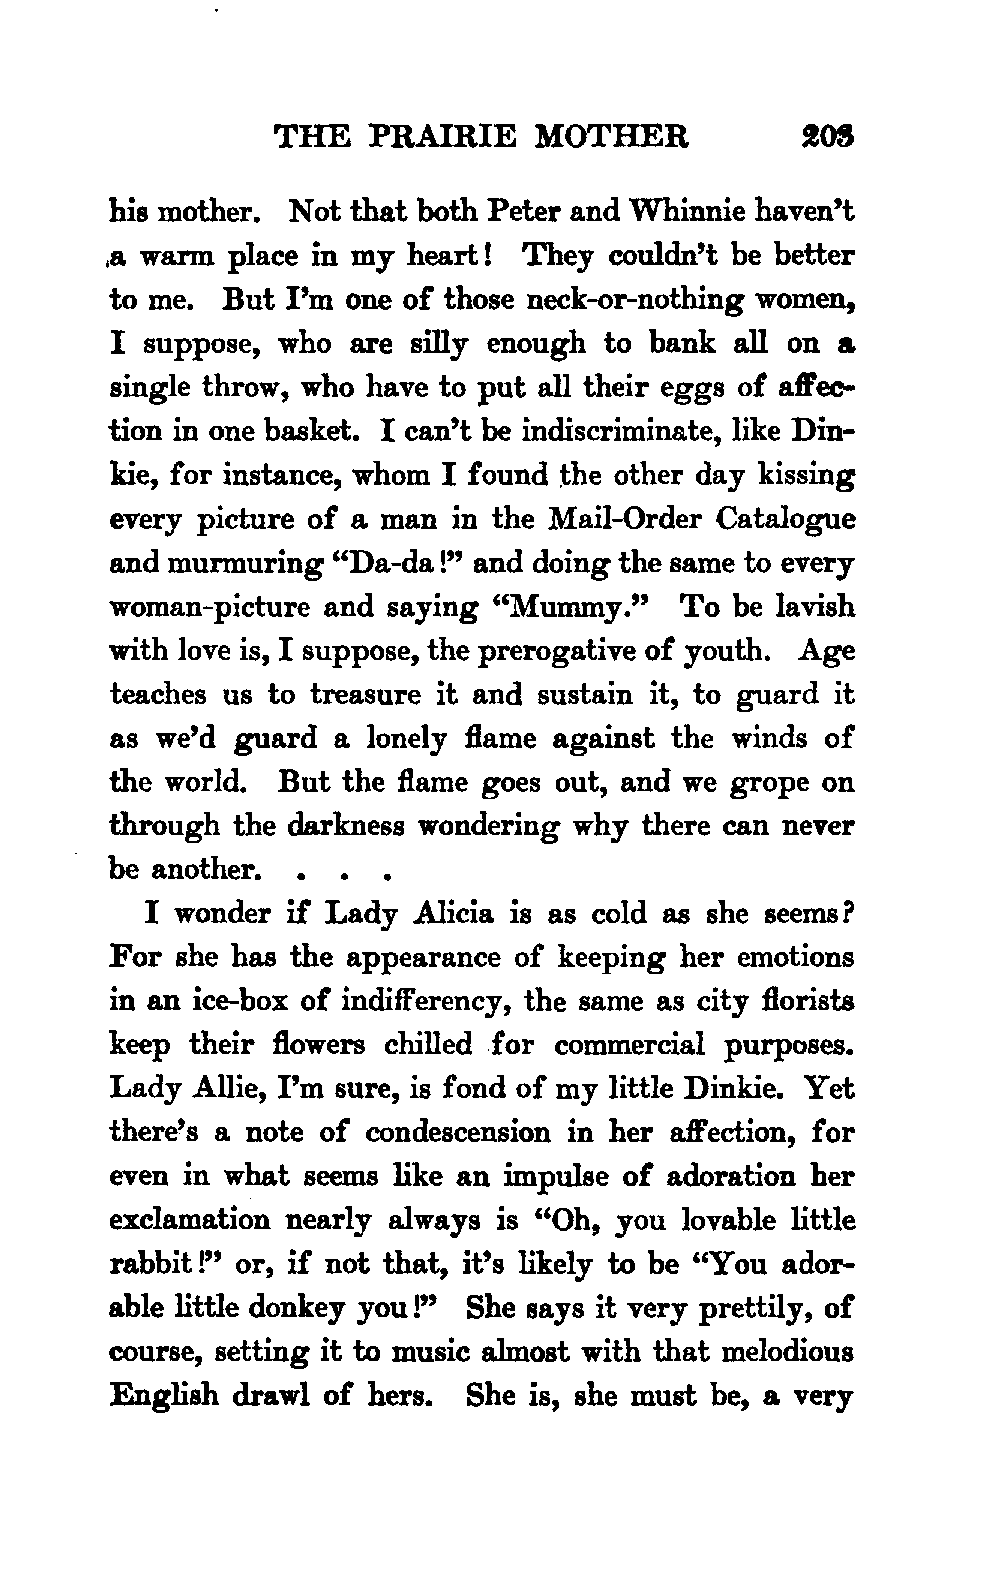 THE PRAIRIE MOTHER 203
his mother. Not that both Peter and Whinnie haven't
a warm place in my heart! They couldn't be better
to me. But I'm one of those neck-or-nothing women,
I suppose, who are silly enough to bank all on a
single throw, who have to put all their eggs of affec-
tion in one basket. I can't be indiscriminate, like Din-
kie, for instance, whom I found the other day kissing
every picture of a man in the Mail-Order Catalogue
and murmuring "Da-da!" and doing the same to every
woman-picture and saying "Mummy." To be lavish
with love is, I suppose, the prerogative of youth. Age
teaches us to treasure it and sustain it, to guard it
as we'd guard a lonely flame against the winds of
the world. But the flame goes out, and we grope on
through the darkness wondering why there can never
be another. . . .
I wonder if Lady Alicia is as cold as she seems?
For she has the appearance of keeping her emotions
in an ice-box of indifferency, the same as city florists
keep their flowers chilled for commercial purposes.
Lady Allie, I'm sure, is fond of my little Dinkie. Yet
there's a note of condescension in her affection, for
even in what seems like an impulse of adoration her
exclamation nearly always is "Oh, you lovable little
rabbit!" or, if not that, it's likely to be "You ador-
able little donkey you!" She says it very prettily, of
course, setting it to music almost with that melodious
English drawl of hers. She is, she must be, a very